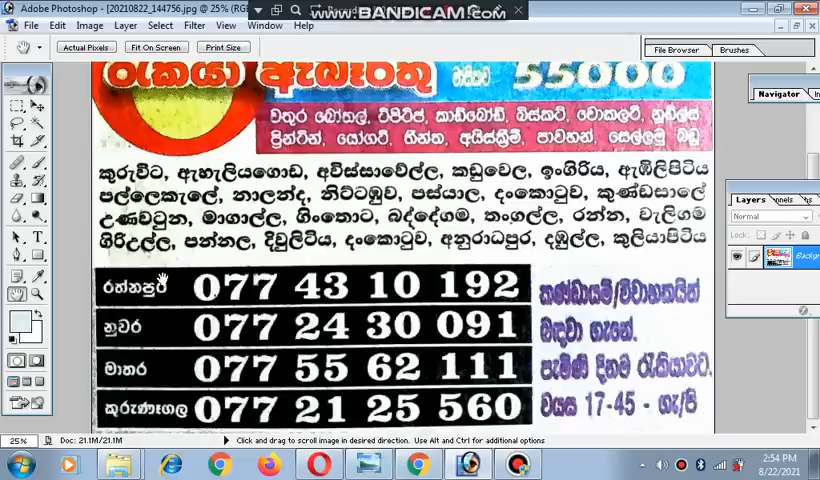 Adobe Photoshop - [20210822_144756.jpg @ 25% (RGB
www.BANDICAM.com
File Edit Image Layer Select Filter View Window Help
Actual Pixels Fit On Screen Print Size
File Browser Brushes
Navigator
රැකියා ඇබෑර්තු මාසිකව 55000
වතුර බෝතල්, ටිපිටිප්, කාඩ්බෝඩ්, බිස්කට්, චොකලට්, නූඩ්ල්ස්
ප්‍රින්ටින්, යෝගට්, තීන්ත, අයිස්ක්‍රීම්, පාවහන්, සෙල්ලම් බඩු
කුරුවිට, ඇහැලියගොඩ, අවිස්සාවේල්ල, කඩුවෙල, ඉංගිරිය, ඇඹිලිපිටිය
පල්ලෙකැලේ, නාලන්ද, නිට්ටඹුව, පස්යාල, දංකොටුව, කුණ්ඩසාලේ
උණවටුන, මාගාල්ල, ගිංතොට, බද්දේගම, තංගල්ල, රන්න, වැලිගම
ගිරිඋල්ල, පන්නල, දිවුලපිටිය, දංකොටුව, අනුරාධපුර, දඹුල්ල, කුලියාපිටිය
රත්නපුර 077 43 10 192
නුවර 077 24 30 091
මාතර 077 55 62 111
කුරුණෑගල 077 21 25 560
කණ්ඩායම්/විවාහකයින්
බඳවා ගැනේ.
පැමිණි දිනම රැකියාවට.
වයස 17-45 - ගැ/පි
Layers
Normal
Lock:
25% Doc: 21.1M/21.1M Click and drag to scroll image in desired direction. Use Alt and Ctrl for additional options
2:54 PM
8/22/2021